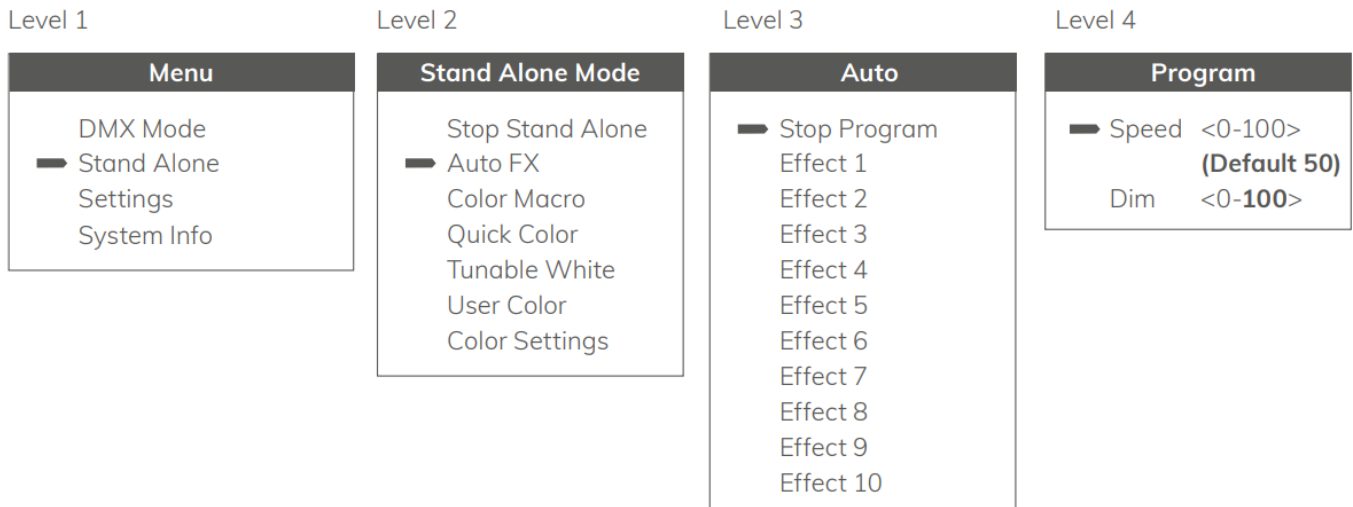 Level 1
Menu
DMX Mode
Stand Alone
Settings
System Info
Level 2
Stand Alone Mode
Stop Stand Alone
Auto FX
Color Macro
Quick Color
Tunable White
User Color
Color Settings
Level 3
Auto
Stop Program
Effect 1
Effect 2
Effect 3
Effect 4
Effect 5
Effect 6
Effect 7
Effect 8
Effect 9
Effect 10
Level 4
Program
Speed <0-100>
(Default 50)
Dim <0-100>